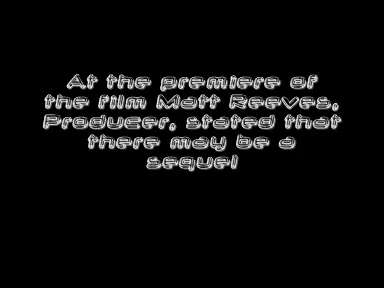 At the premiere of
the film Matt Reeves,
Producer, stated that
there may be a
sequel